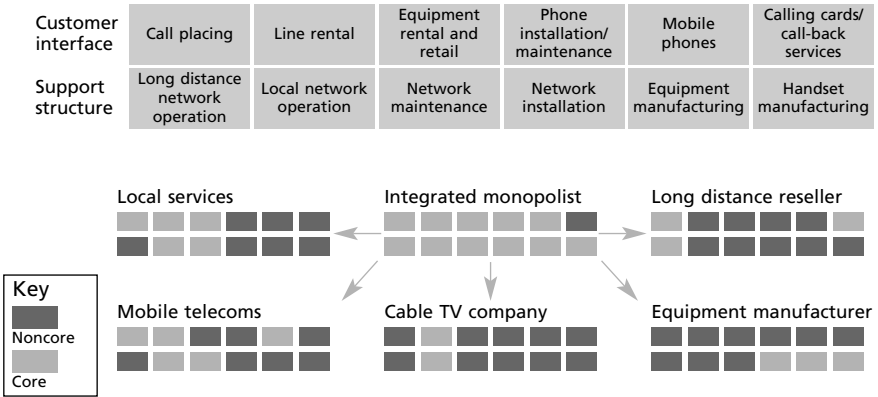 Customer
interface
Call placing
Line rental
Equipment
rental and
retail
Phone
installation/
maintenance
Mobile
phones
Calling cards/
call-back
services
Support
structure
Long distance
network
operation
Local network
operation
Network
maintenance
Network
installation
Equipment
manufacturing
Handset
manufacturing
Local services
Integrated monopolist
Long distance reseller
Key
Noncore
Core
Mobile telecoms
Cable TV company
Equipment manufacturer